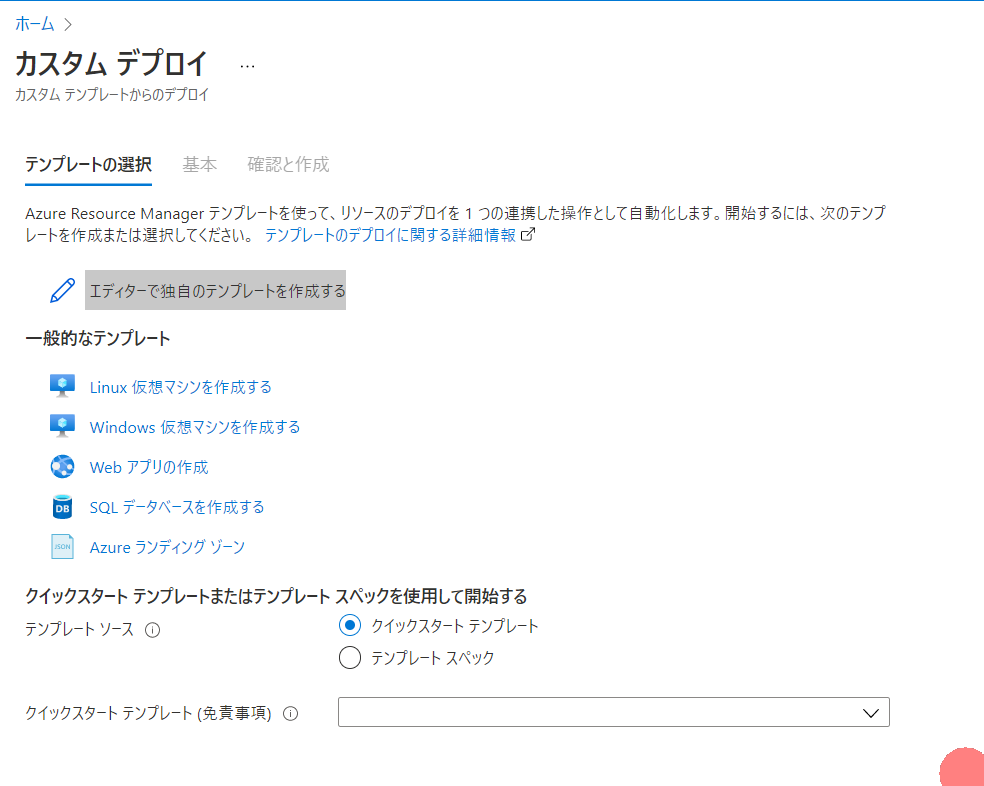 ホーム
カスタム デプロイ ...
カスタム テンプレートからのデプロイ
テンプレートの選択 基本 確認と作成
Azure Resource Manager テンプレートを使って、リソースのデプロイを 1 つの連携した操作として自動化します。開始するには、次のテンプ
レートを作成または選択してください。 テンプレートのデプロイに関する詳細情報
エディターで独自のテンプレートを作成する
一般的なテンプレート
Linux 仮想マシンを作成する
Windows 仮想マシンを作成する
Web アプリの作成
DB SQL データベースを作成する
JSON Azure ランディング ゾーン
クイックスタート テンプレートまたはテンプレート スペックを使用して開始する
テンプレート ソース クイックスタート テンプレート
テンプレート スペック
クイックスタート テンプレート (免責事項)